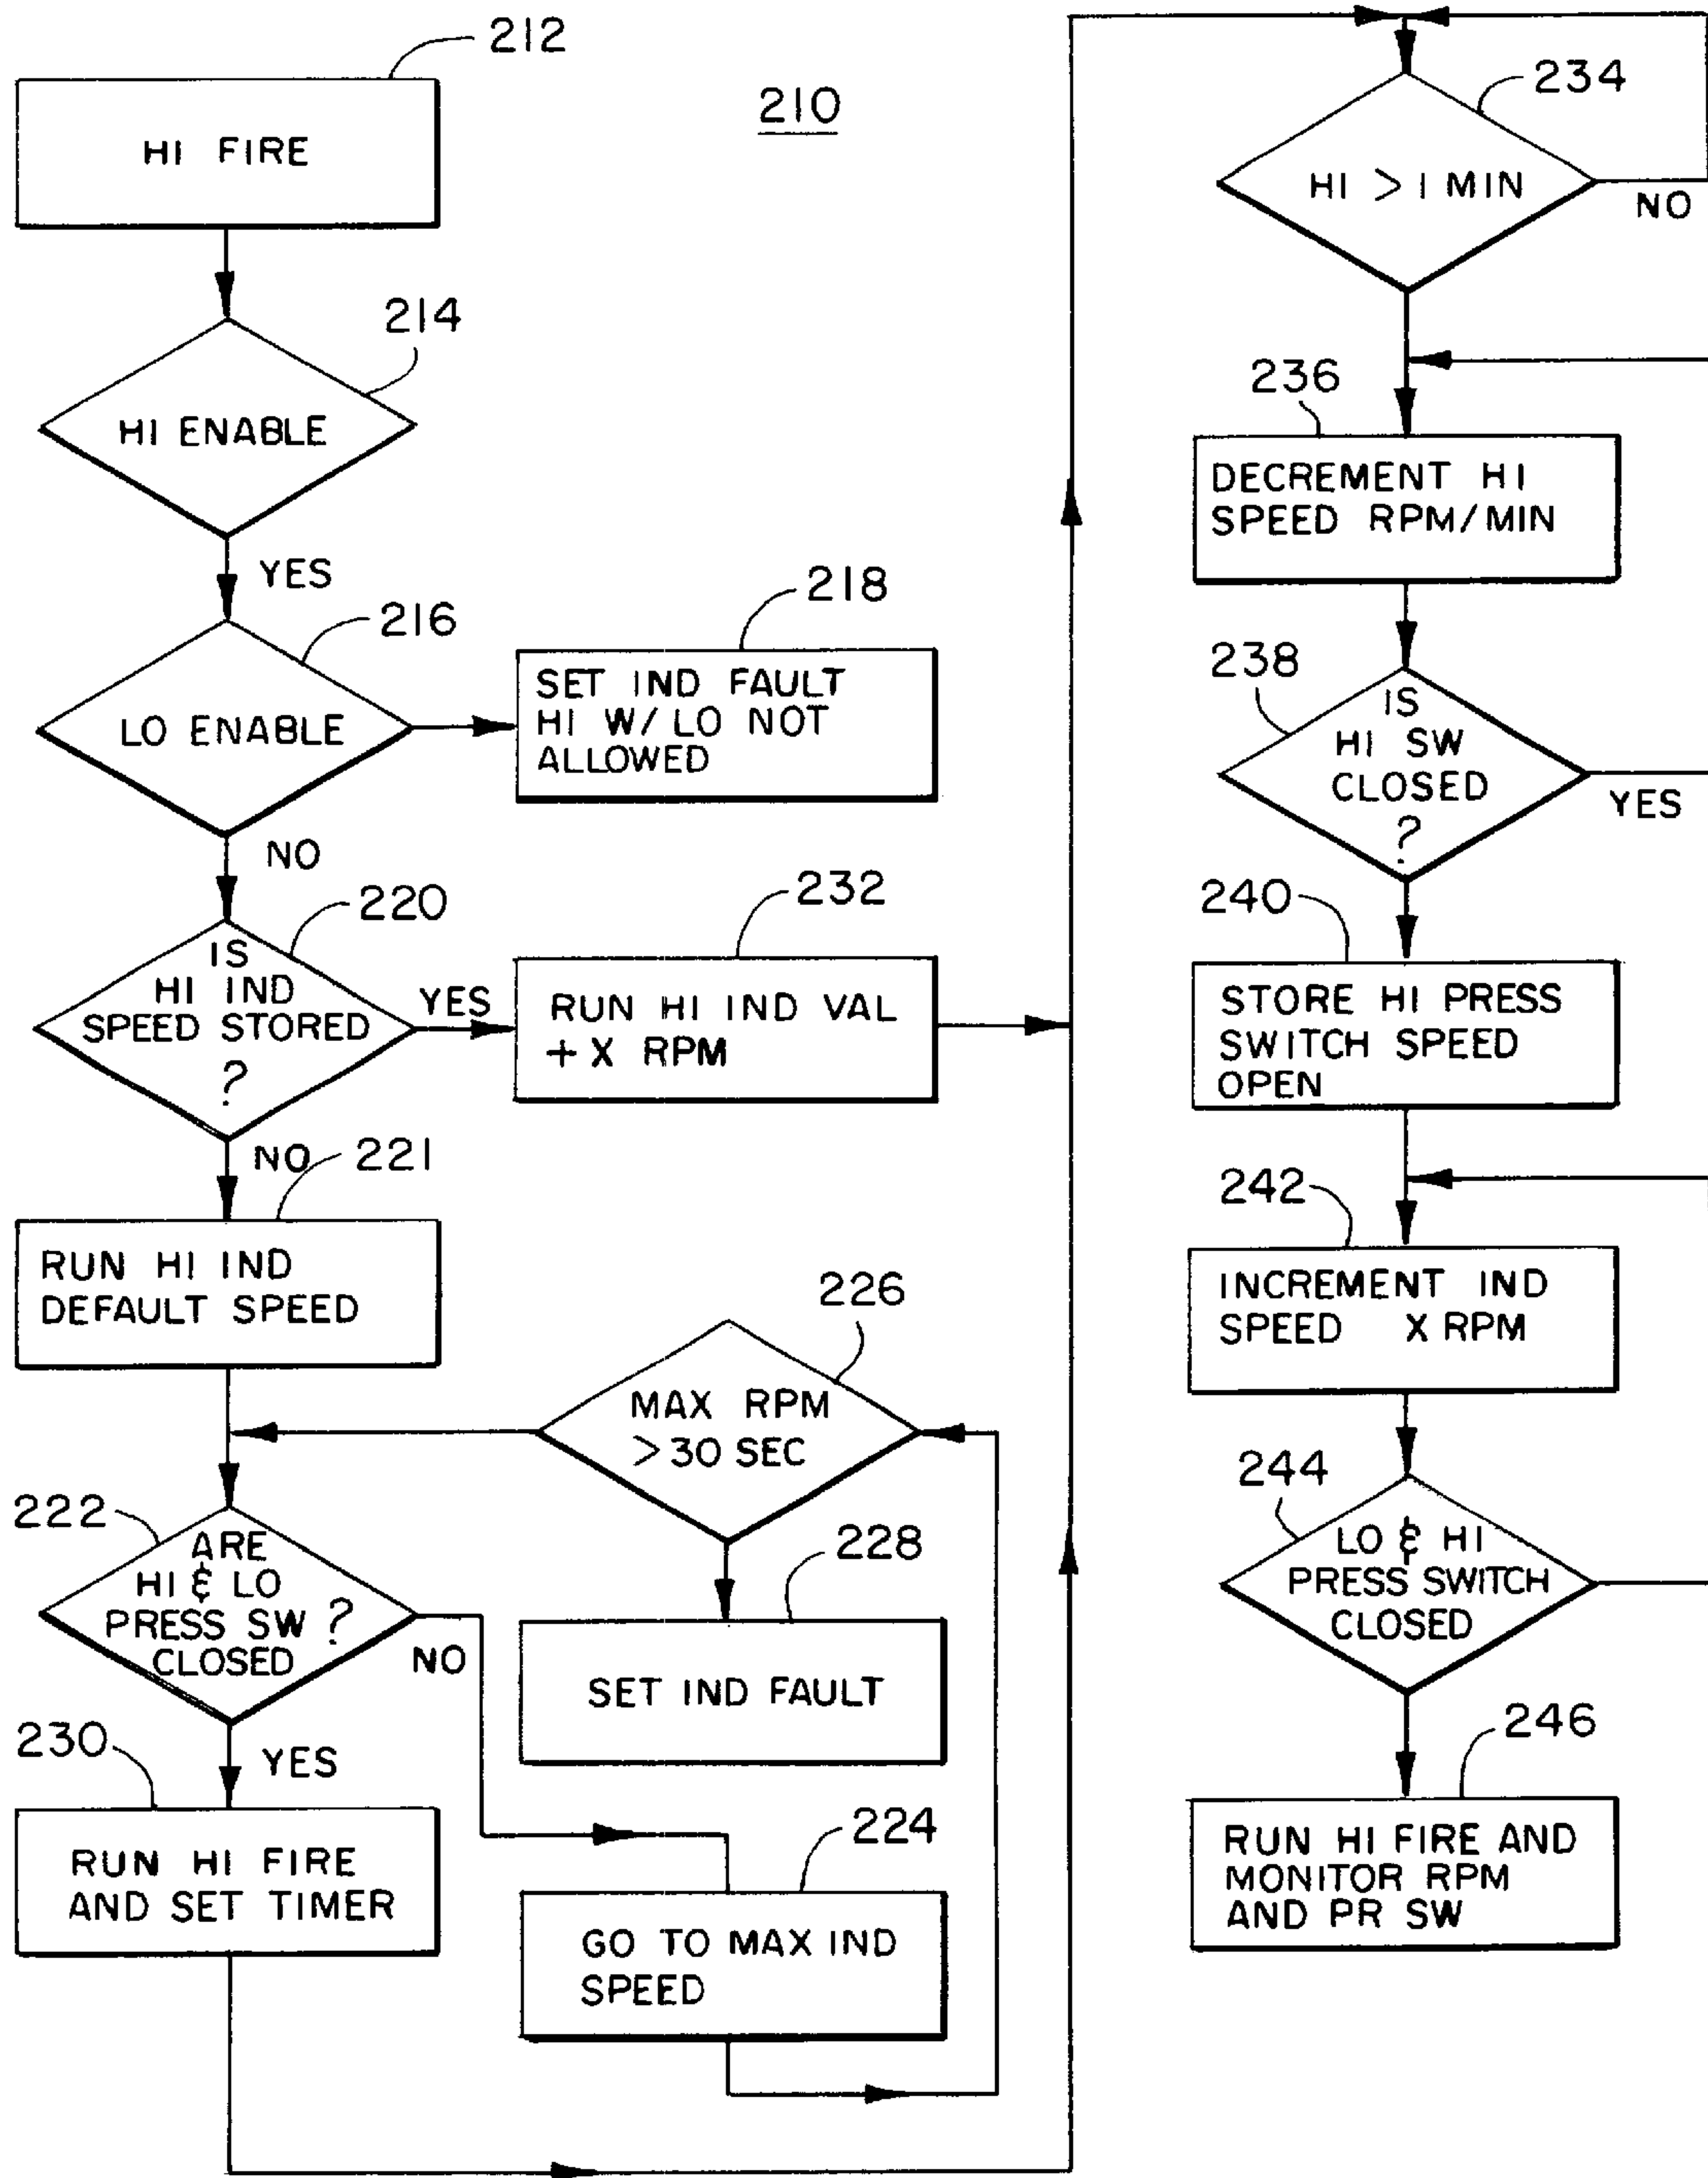 210
212
HI FIRE
214
HI ENABLE
YES
216
LO ENABLE
218
SET IND FAULT
HI W/ LO NOT
ALLOWED
NO
220
IS
HI IND
SPEED STORED
?
YES
232
RUN HI IND VAL
+ X RPM
NO
221
RUN HI IND
DEFAULT SPEED
226
MAX RPM
> 30 SEC
222
ARE
HI & LO
PRESS SW ?
CLOSED
NO
228
SET IND FAULT
230
YES
RUN HI FIRE
AND SET TIMER
224
GO TO MAX IND
SPEED
234
HI > 1 MIN
NO
236
DECREMENT HI
SPEED RPM/MIN
238
IS
HI SW
CLOSED
?
YES
240
STORE HI PRESS
SWITCH SPEED
OPEN
242
INCREMENT IND
SPEED X RPM
244
LO & HI
PRESS SWITCH
CLOSED
246
RUN HI FIRE AND
MONITOR RPM
AND PR SW